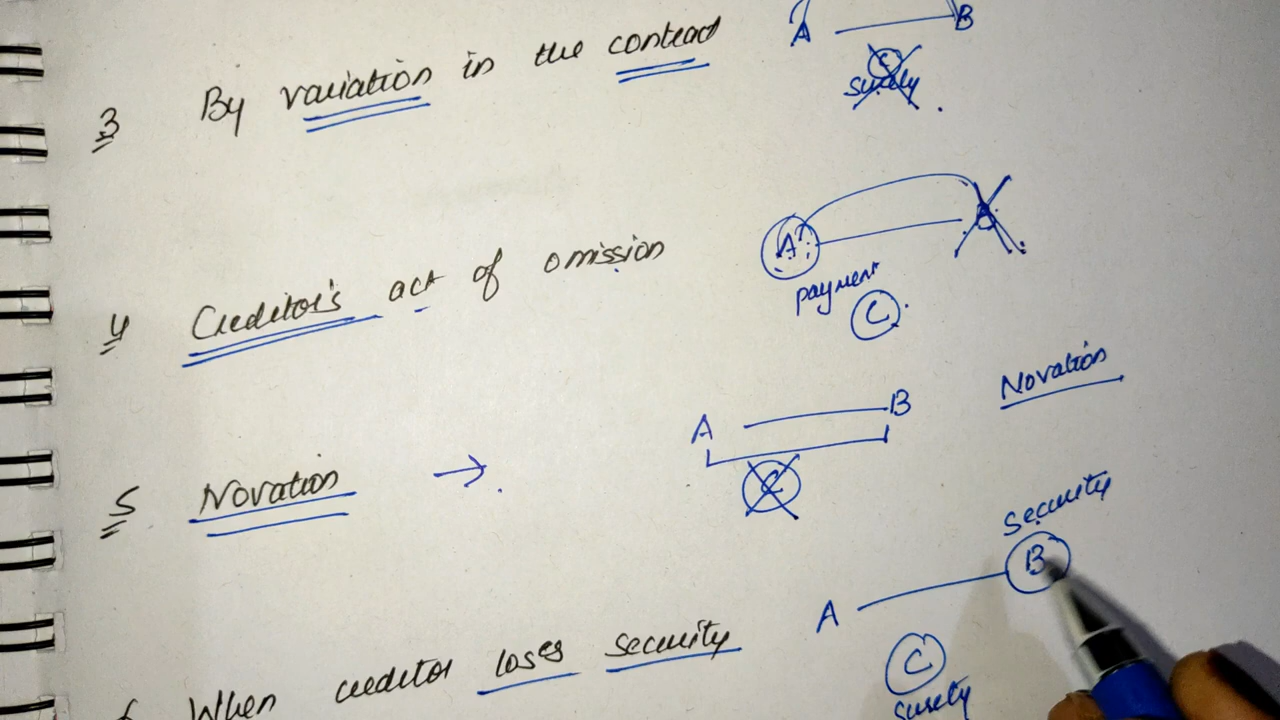 3 By variation in the contract
A B
C
surety
4 Creditor's act of omission
A B
payment
C
5 Novation →
A B
C
Novation
security
B
A
C
surety
6 When creditor loses security